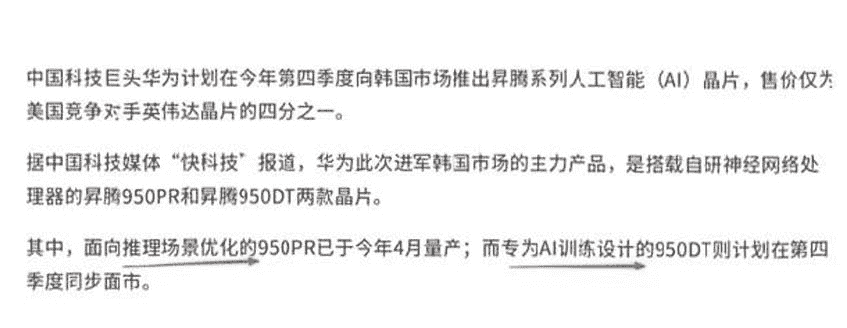 中国科技巨头华为计划在今年第四季度向韩国市场推出昇腾系列人工智能（AI）晶片，售价仅为
美国竞争对手英伟达晶片的四分之一。
据中国科技媒体“快科技”报道，华为此次进军韩国市场的主力产品，是搭载自研神经网络处
理器的昇腾950PR和昇腾950DT两款晶片。
其中，面向推理场景优化的950PR已于今年4月量产；而专为AI训练设计的950DT则计划在第四
季度同步面市。